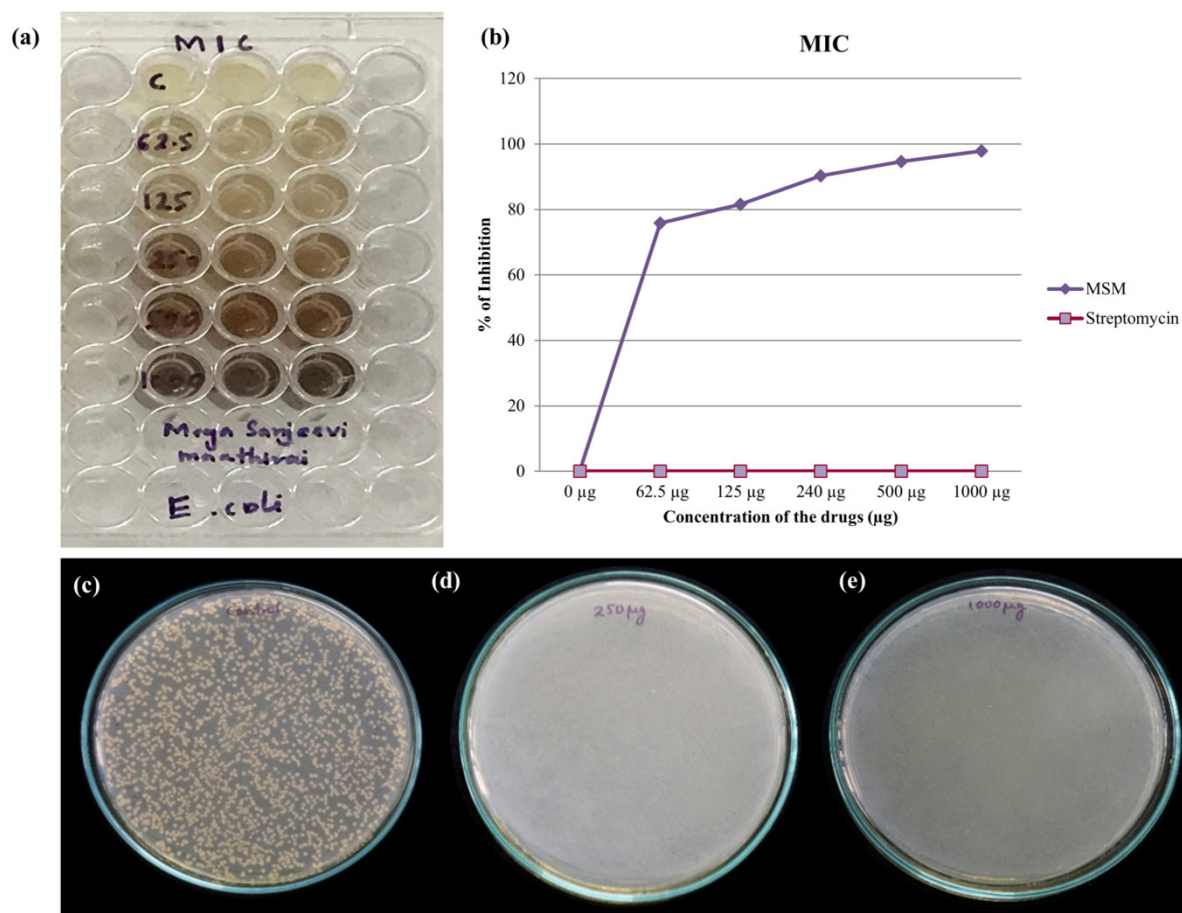 (a)
MIC
C
62.5
125
250
500
1000
Mega Sanjeevi
maathirai
E.coli
(b)
MIC
120
100
80
60
40
20
0
% of Inhibition
0 µg 62.5 µg 125 µg 240 µg 500 µg 1000 µg
Concentration of the drugs (µg)
MSM
Streptomycin
(c)
control
(d)
250µg
(e)
1000µg